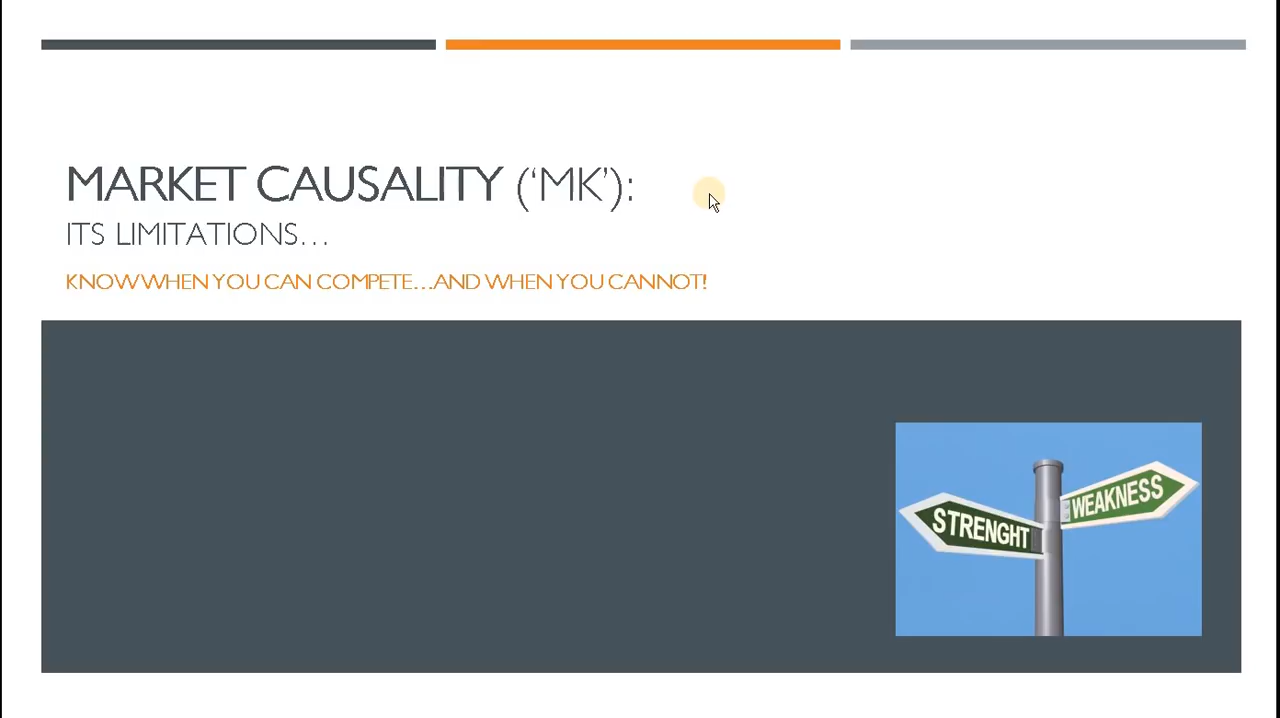 MARKET CAUSALITY (‘MK’):
ITS LIMITATIONS…
KNOW WHEN YOU CAN COMPETE…AND WHEN YOU CANNOT!
WEAKNESS
STRENGHT